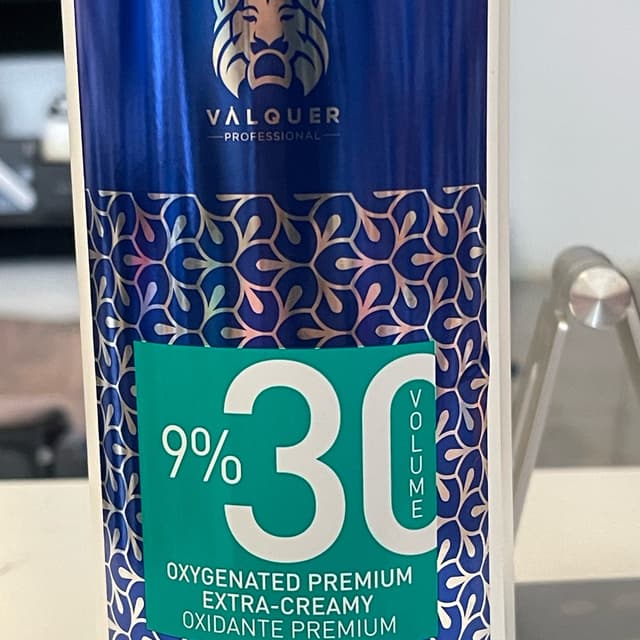 VÀLQUER
PROFESSIONAL
9% 30 VOLUME
OXYGENATED PREMIUM
EXTRA-CREAMY
OXIDANTE PREMIUM